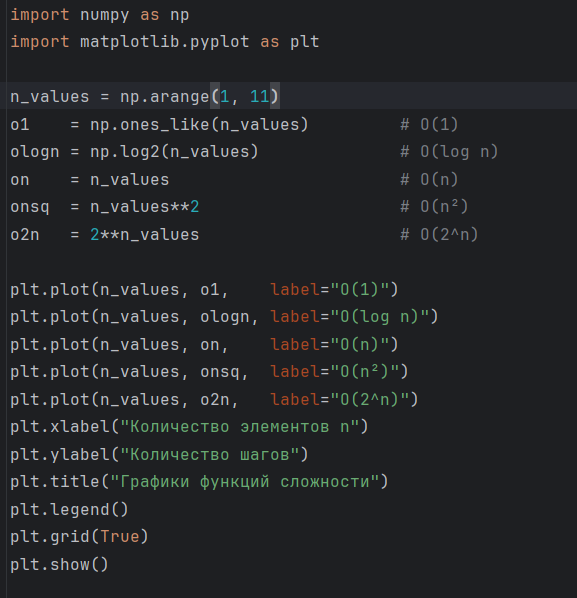 import numpy as np
import matplotlib.pyplot as plt

n_values = np.arange(1, 11)
o1    = np.ones_like(n_values)         # O(1)
ologn = np.log2(n_values)              # O(log n)
on    = n_values                       # O(n)
onsq  = n_values**2                    # O(n²)
o2n   = 2**n_values                    # O(2^n)

plt.plot(n_values, o1,    label="O(1)")
plt.plot(n_values, ologn, label="O(log n)")
plt.plot(n_values, on,    label="O(n)")
plt.plot(n_values, onsq,  label="O(n²)")
plt.plot(n_values, o2n,   label="O(2^n)")
plt.xlabel("Количество элементов n")
plt.ylabel("Количество шагов")
plt.title("Графики функций сложности")
plt.legend()
plt.grid(True)
plt.show()